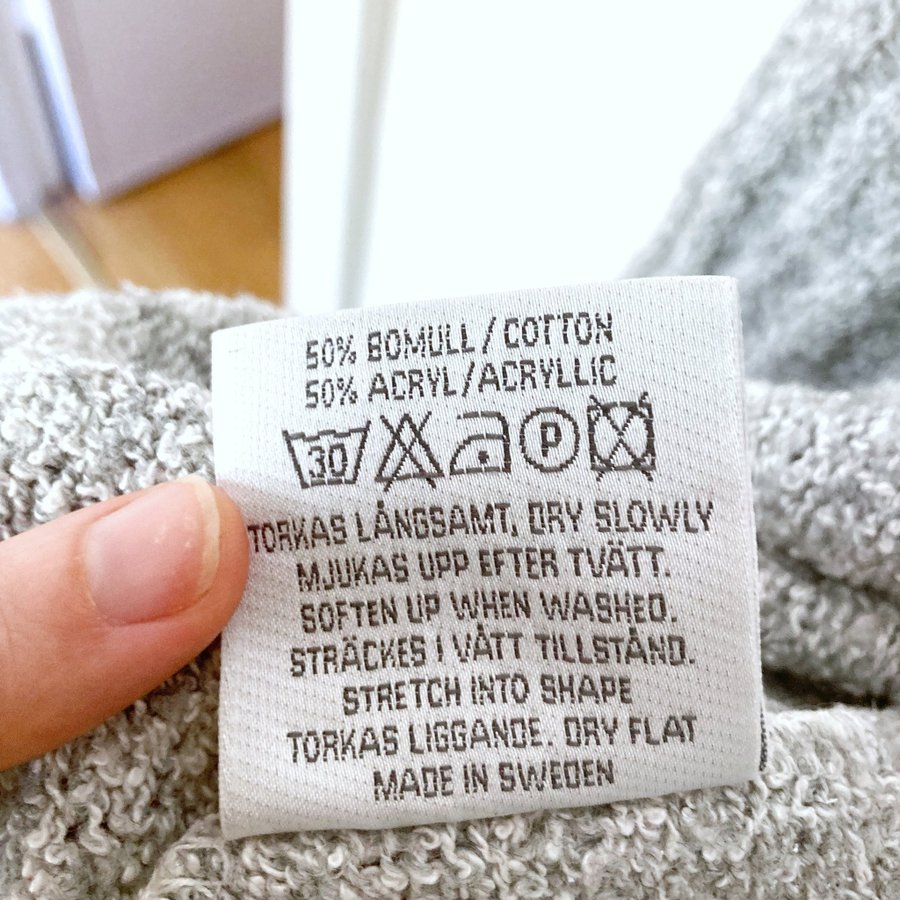 50% BOMULL/COTTON
50% ACRYL/ACRYLLIC
30 P
TORKAS LÅNGSAMT, DRY SLOWLY
MJUKAS UPP EFTER TVÄTT.
SOFTEN UP WHEN WASHED.
STRÄCKES I VÅTT TILLSTÅND.
STRETCH INTO SHAPE
TORKAS LIGGANDE. DRY FLAT
MADE IN SWEDEN